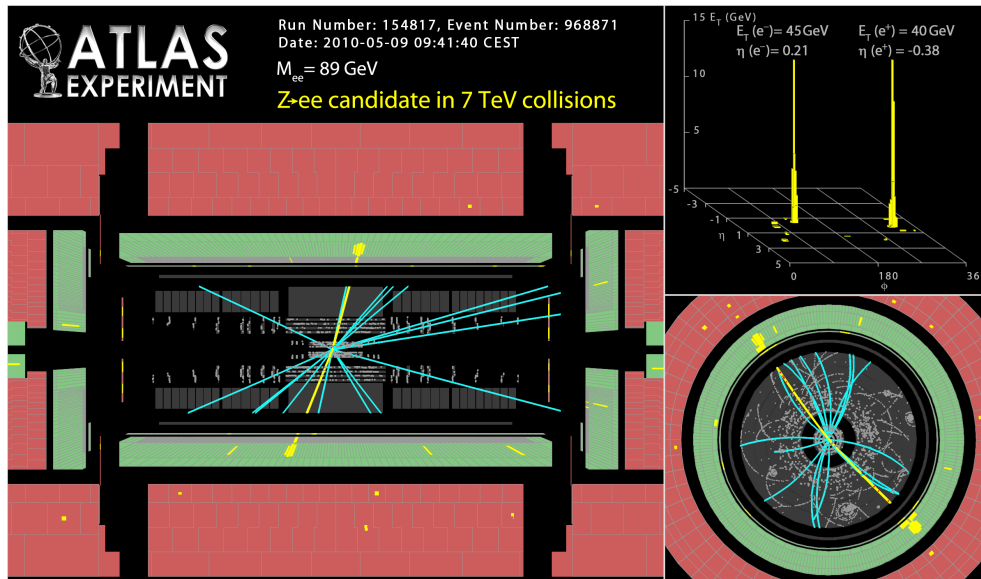 ATLAS
EXPERIMENT
Run Number: 154817, Event Number: 968871
Date: 2010-05-09 09:41:40 CEST
M_ee = 89 GeV
Z→ee candidate in 7 TeV collisions
15 E_T (GeV)
E_T (e⁻) = 45 GeV
η (e⁻) = 0.21
E_T (e⁺) = 40 GeV
η (e⁺) = -0.38
10
5
-5
-3
-1
η 1
3
5
0
180
36
ϕ